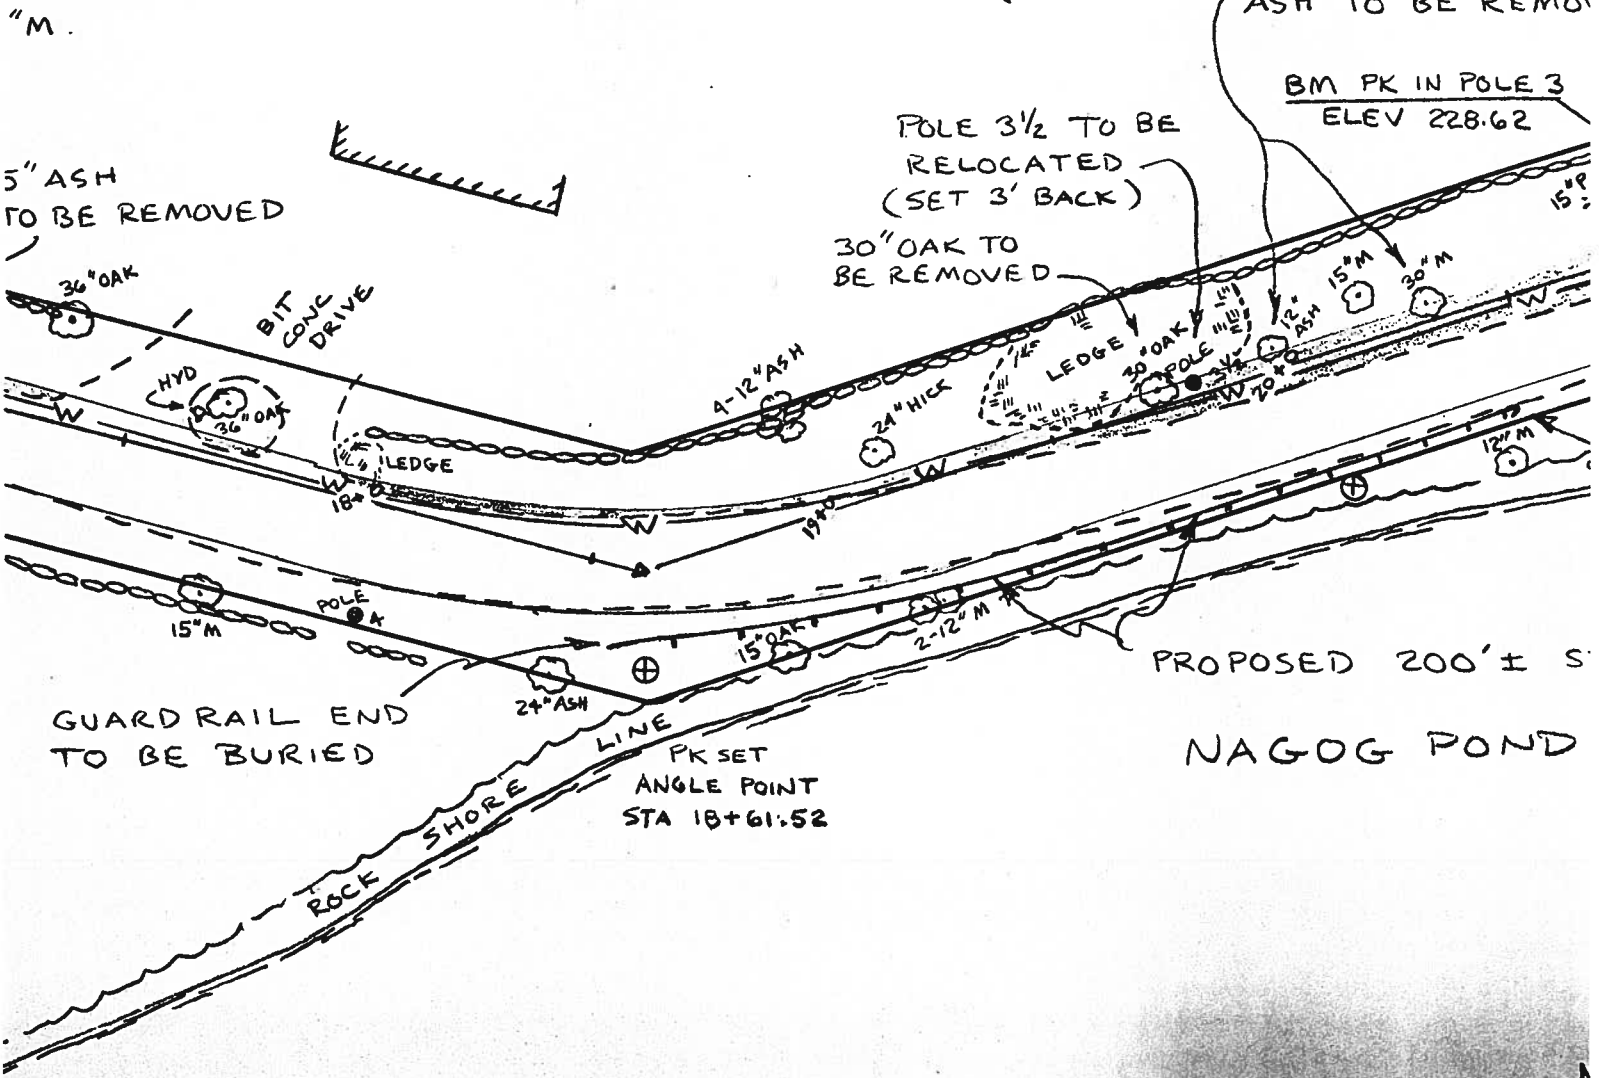 "M.
ASH TO BE REMO
BM PK IN POLE 3
ELEV 228.62
POLE 3½ TO BE
RELOCATED
(SET 3' BACK)
5" ASH
TO BE REMOVED
30" OAK TO
BE REMOVED
15" P
36" OAK
BIT
CONC
DRIVE
15" M
30" M
12"
ASH
HYD
36" OAK
W
4-12" ASH
24" HICK
LEDGE
30" OAK
POLE
3½
W
20+0
W
LEDGE
W
18+0
W
W
19+0
12" M
15" M
POLE
4
15" OAK
2-12" M
24" ASH
GUARD RAIL END
TO BE BURIED
PROPOSED 200'± S
NAGOG POND
ROCK SHORE LINE
PK SET
ANGLE POINT
STA 18+61.52